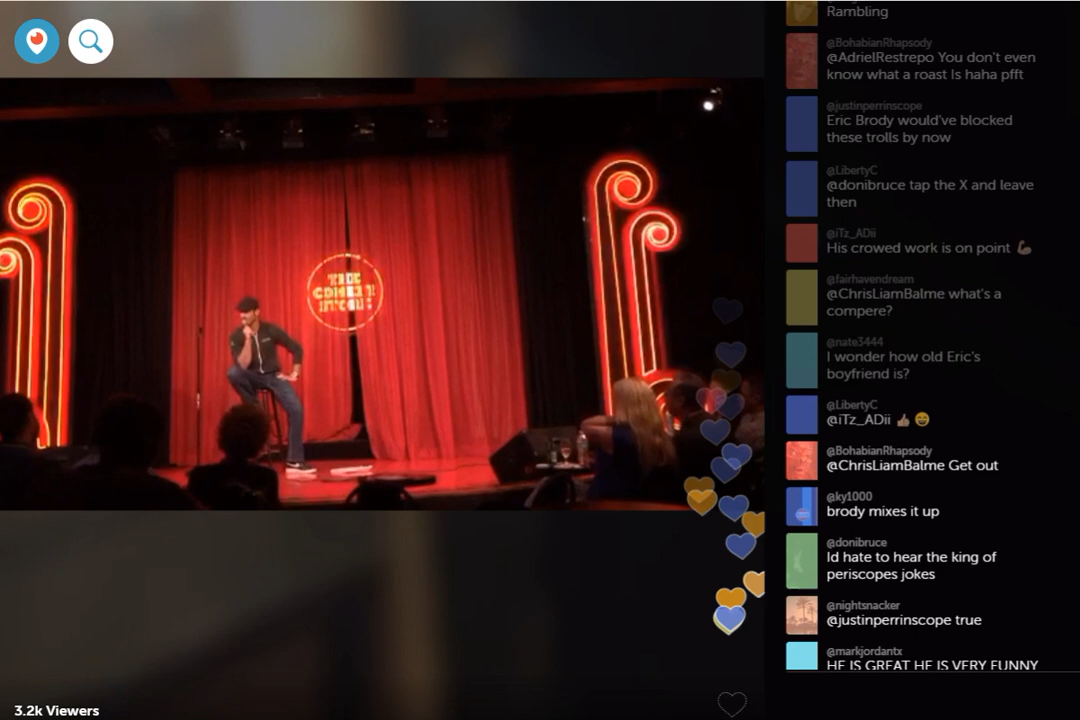 Rambling
@BohabianRhapsody
@AdrielRestrepo You don't even
know what a roast Is haha pfft
@justinperrinscope
Eric Brody would've blocked
these trolls by now
@LibertyC
@donibruce tap the X and leave
then
@iTz_ADii
His crowed work is on point 💪🏽
@fairhavendream
@ChrisLiamBalme what's a
compere?
@nate3444
I wonder how old Eric's
boyfriend is?
@LibertyC
@iTz_ADii 👍🏽😄
@BohabianRhapsody
@ChrisLiamBalme Get out
@ky1000
brody mixes it up
@donibruce
Id hate to hear the king of
periscopes jokes
@nightsnacker
@justinperrinscope true
@markjordantx
HE IS GREAT HE IS VERY FUNNY
THE
3.2k Viewers